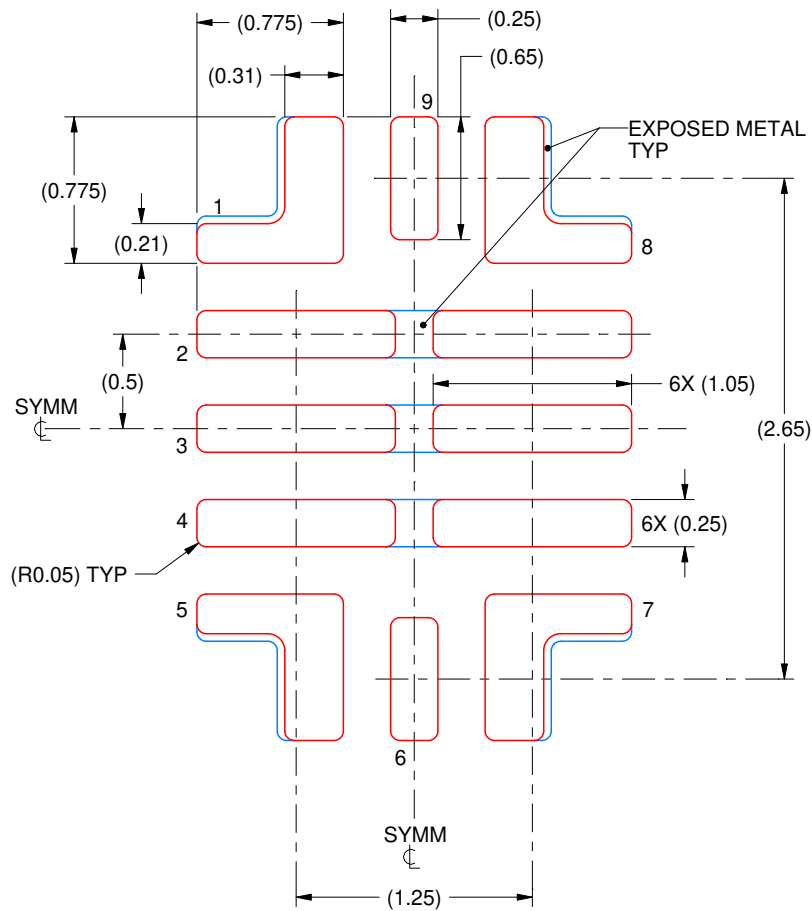 (0.775)
(0.25)
(0.31)
(0.65)
9
EXPOSED METAL
TYP
(0.775)
1
(0.21)
8
2
(0.5)
6X (1.05)
SYMM
℄
(2.65)
3
4
6X (0.25)
(R0.05) TYP
5
7
6
SYMM
℄
(1.25)